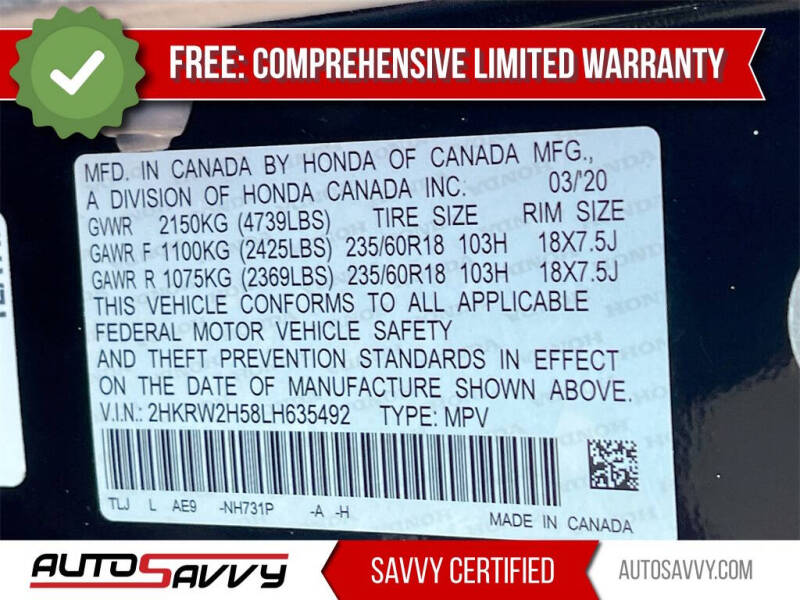 FREE: COMPREHENSIVE LIMITED WARRANTY
MFD. IN CANADA BY HONDA OF CANADA MFG.,
A DIVISION OF HONDA CANADA INC. 03/'20
GVWR 2150KG (4739LBS) TIRE SIZE RIM SIZE
GAWR F 1100KG (2425LBS) 235/60R18 103H 18X7.5J
GAWR R 1075KG (2369LBS) 235/60R18 103H 18X7.5J
THIS VEHICLE CONFORMS TO ALL APPLICABLE
FEDERAL MOTOR VEHICLE SAFETY
AND THEFT PREVENTION STANDARDS IN EFFECT
ON THE DATE OF MANUFACTURE SHOWN ABOVE.
V.I.N.: 2HKRW2H58LH635492 TYPE: MPV
TLJ L AE9 -NH731P -A -H
MADE IN CANADA
AUTOSAVVY
SAVVY CERTIFIED
AUTOSAVVY.COM